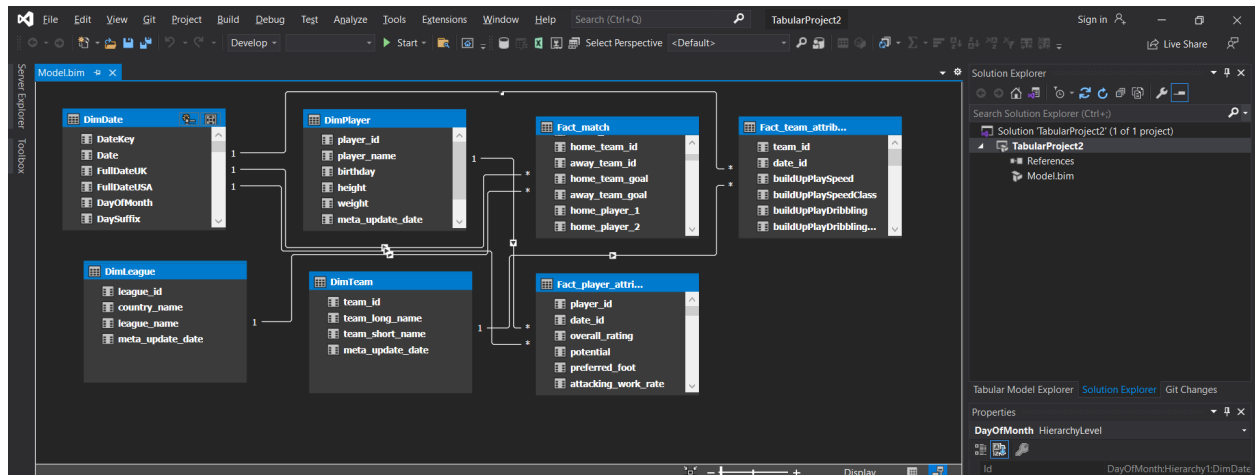 File Edit View Git Project Build Debug Test Analyze Tools Extensions Window Help Search (Ctrl+Q) TabularProject2 Sign in
Develop Start Select Perspective <Default> Live Share
Server Explorer
Toolbox
Model.bim
DimDate
DateKey
Date
FullDateUK
FullDateUSA
DayOfMonth
DaySuffix
1
1
1
DimPlayer
player_id
player_name
birthday
height
weight
meta_update_date
1
Fact_match
home_team_id
away_team_id
home_team_goal
away_team_goal
home_player_1
home_player_2
*
*
Fact_team_attrib...
team_id
date_id
buildUpPlaySpeed
buildUpPlaySpeedClass
buildUpPlayDribbling
buildUpPlayDribbling...
*
*
DimLeague
league_id
country_name
league_name
meta_update_date
1
DimTeam
team_id
team_long_name
team_short_name
meta_update_date
1
Fact_player_attri...
player_id
date_id
overall_rating
potential
preferred_foot
attacking_work_rate
*
*
Display
Solution Explorer
Search Solution Explorer (Ctrl+;)
Solution 'TabularProject2' (1 of 1 project)
TabularProject2
References
Model.bim
Tabular Model Explorer Solution Explorer Git Changes
Properties
DayOfMonth HierarchyLevel
Id DayOfMonth:Hierarchy1:DimDate